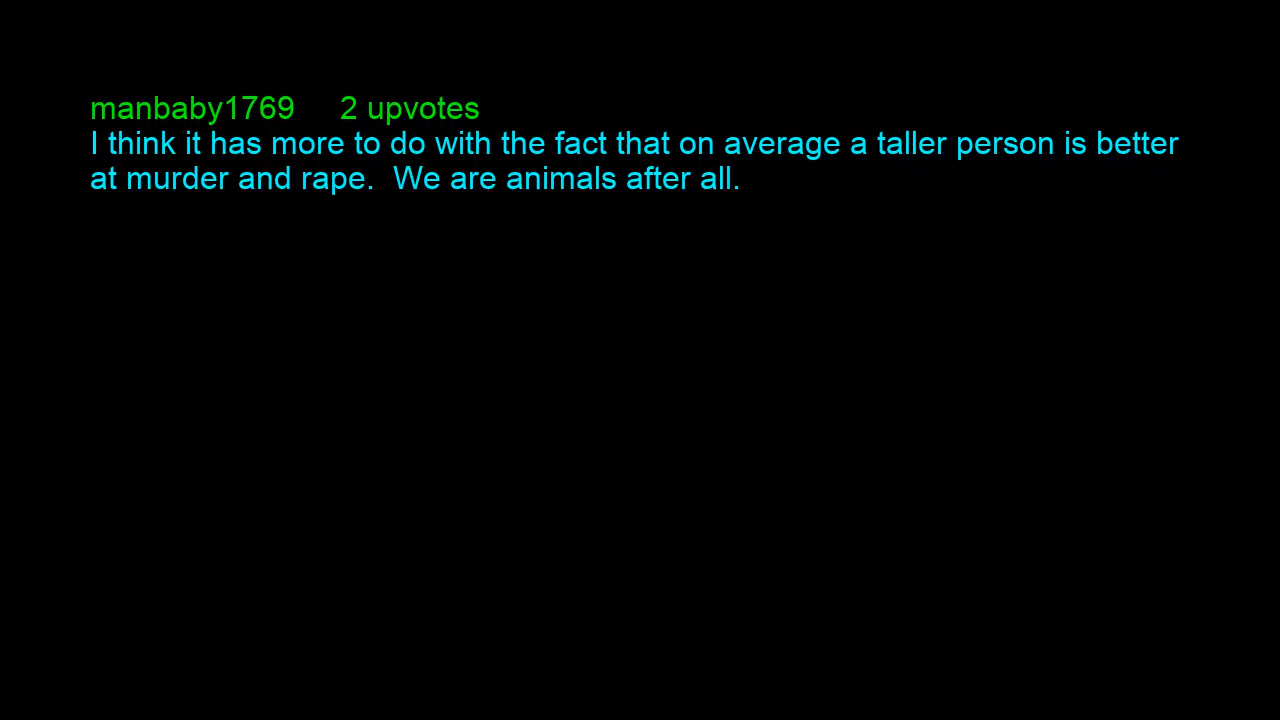 manbaby1769 2 upvotes
I think it has more to do with the fact that on average a taller person is better
at murder and rape.  We are animals after all.